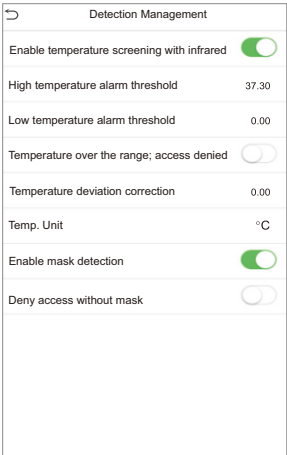 Detection Management
Enable temperature screening with infrared
High temperature alarm threshold 37.30
Low temperature alarm threshold 0.00
Temperature over the range; access denied
Temperature deviation correction 0.00
Temp. Unit °C
Enable mask detection
Deny access without mask